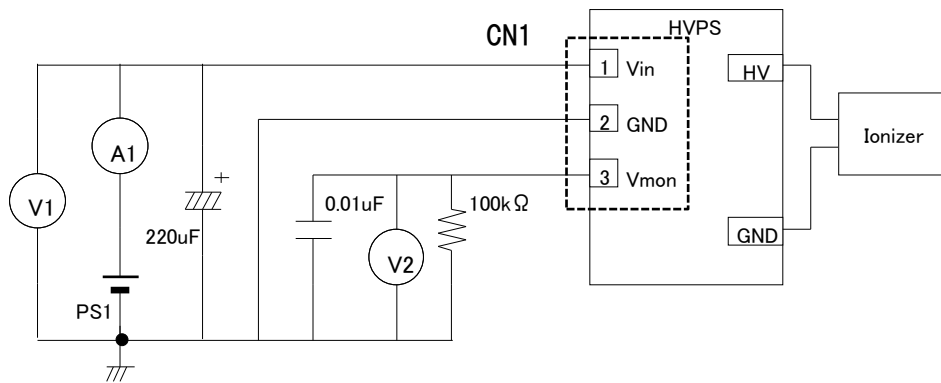 CN1
HVPS
1 Vin
HV
2 GND
A1
Ionizer
3 Vmon
V1
+
0.01uF
100kΩ
220uF
V2
GND
PS1